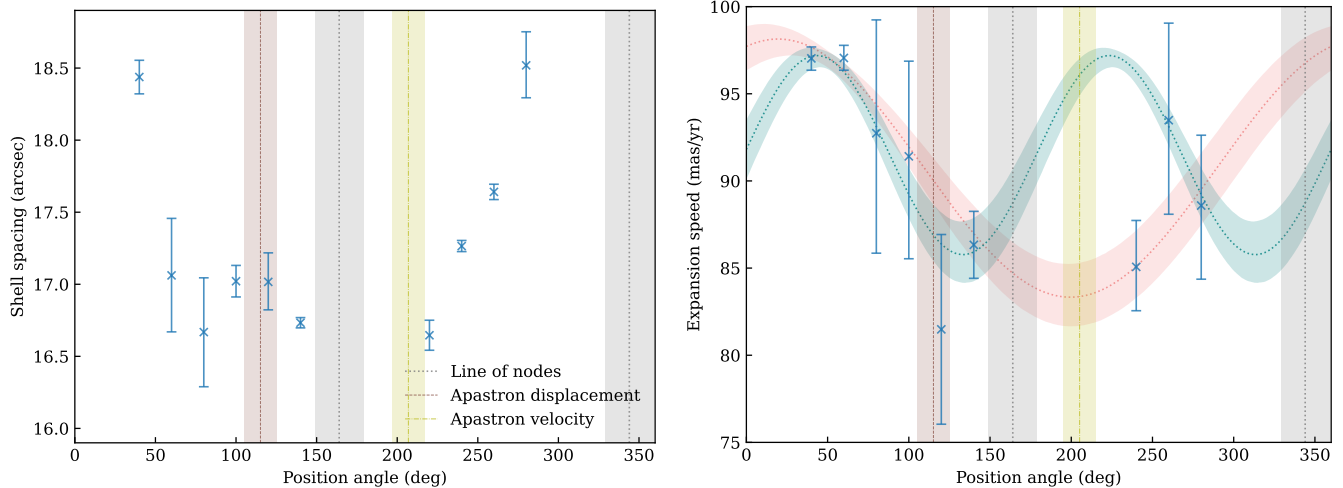 18.5
18.0
17.5
17.0
16.5
16.0
Shell spacing (arcsec)
0 50 100 150 200 250 300 350
Position angle (deg)
Line of nodes
Apastron displacement
Apastron velocity
100
95
90
85
80
75
Expansion speed (mas/yr)
0 50 100 150 200 250 300 350
Position angle (deg)